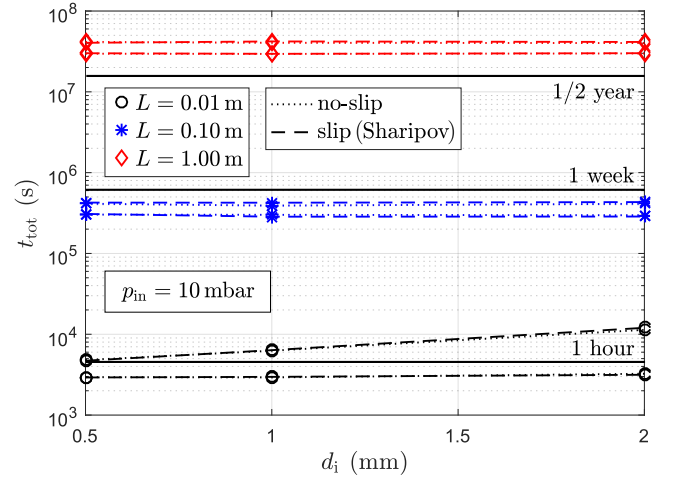 10^8
10^7
10^6
10^5
10^4
10^3
t_tot (s)
1/2 year
L = 0.01 m
L = 0.10 m
L = 1.00 m
no-slip
slip (Sharipov)
1 week
p_in = 10 mbar
1 hour
0.5
1
1.5
2
d_i (mm)